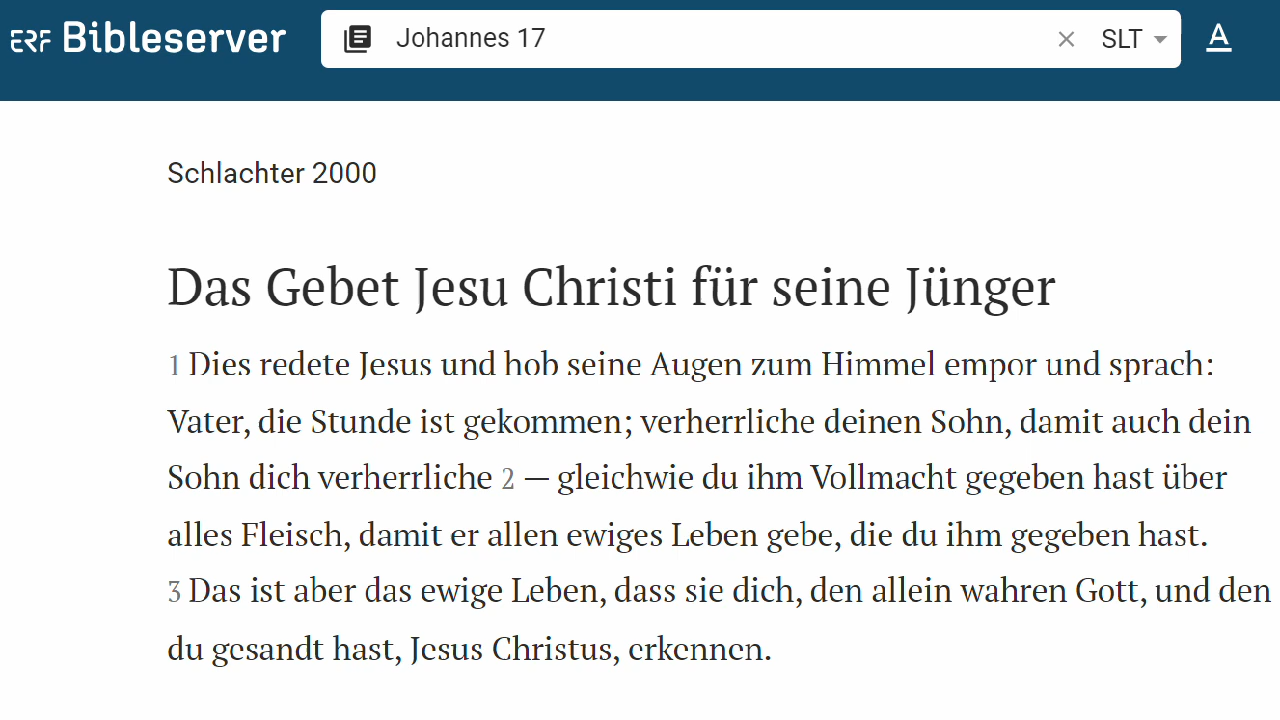 ERF Bibleserver
Johannes 17
SLT
A
Schlachter 2000
Das Gebet Jesu Christi für seine Jünger
1 Dies redete Jesus und hob seine Augen zum Himmel empor und sprach:
Vater, die Stunde ist gekommen; verherrliche deinen Sohn, damit auch dein
Sohn dich verherrliche 2 — gleichwie du ihm Vollmacht gegeben hast über
alles Fleisch, damit er allen ewiges Leben gebe, die du ihm gegeben hast.
3 Das ist aber das ewige Leben, dass sie dich, den allein wahren Gott, und den
du gesandt hast, Jesus Christus, erkennen.